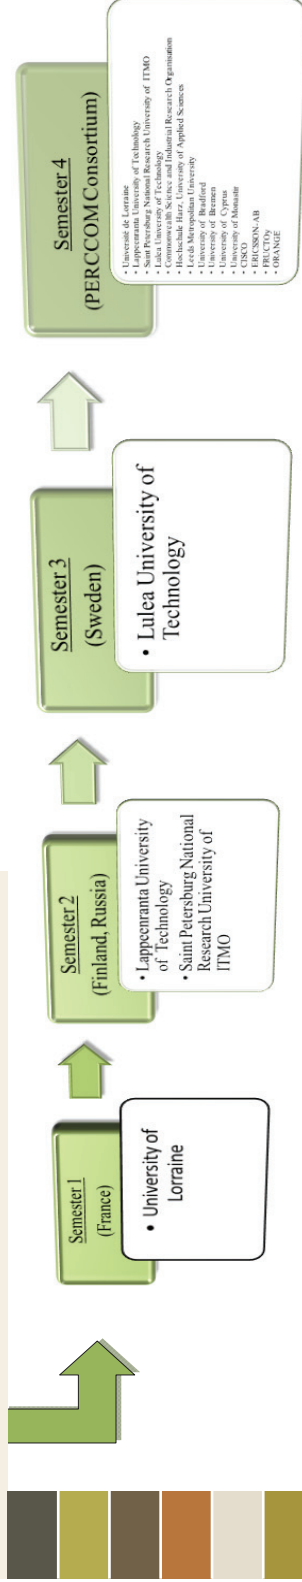 Semester 1
(France)
• University of
Lorraine
Semester 2
(Finland, Russia)
• Lappeenranta University
of Technology
• Saint Petersburg National
Research University of
ITMO
Semester 3
(Sweden)
• Lulea University of
Technology
Semester 4
(PERCCOM Consortium)
• Université de Lorraine
• Lappeenranta University of Technology
• Saint Petersburg National Research University of ITMO
• Lulea University of Technology
• Commonwealth Science and Industrial Research Organisation
• Hochschule Harz, University of Applied Sciences
• Leeds Metropolitan University
• University of Bradford
• University of Bremen
• University of Cyprus
• University of Monastir
• CISCO
• ERICSSON-AB
• FRUCTOy
• ORANGE